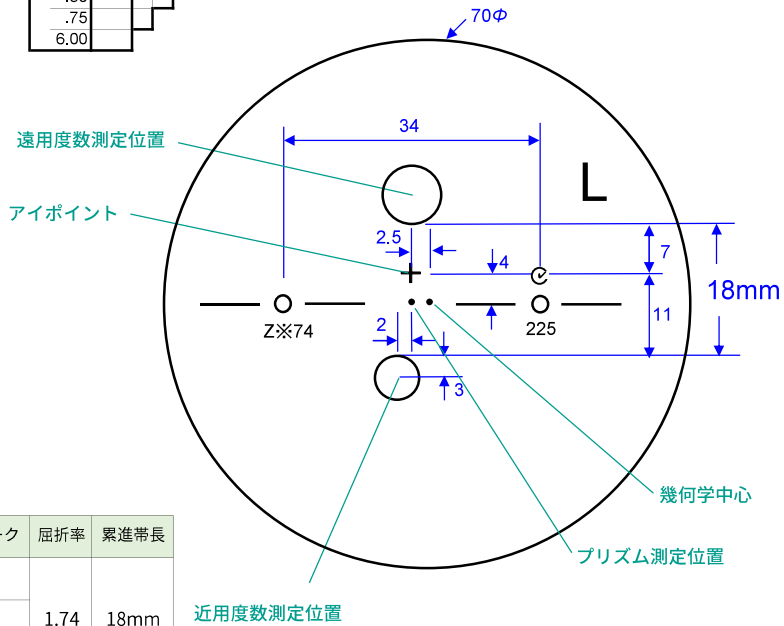 .75
6.00
70Φ
34
遠用度数測定位置
L
アイポイント
2.5
4
7
18mm
11
Z※74
225
2
3
幾何学中心
プリズム測定位置
近用度数測定位置
屈折率
累進帯長
1.74
18mm